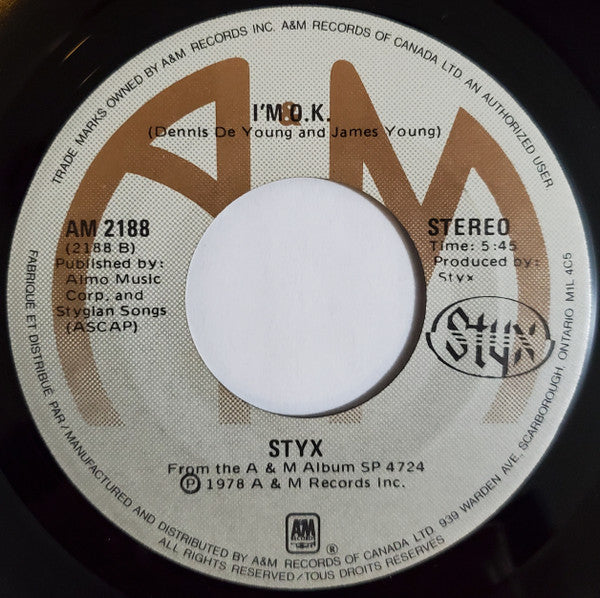 TRADE MARKS OWNED BY A&M RECORDS INC. A&M RECORDS OF CANADA LTD AN AUTHORIZED USER
A&M
I'M O.K.
(Dennis De Young and James Young)
AM 2188
(2188 B)
Published by:
Almo Music
Corp. and
Stygian Songs
(ASCAP)
STEREO
Time: 5:45
Produced by:
Styx
Styx
STYX
From the A & M Album SP 4724
℗ 1978 A & M Records Inc.
A&M
RECORDS
®
FABRIQUE ET DISTRIBUÉ PAR / MANUFACTURED AND DISTRIBUTED BY A&M RECORDS OF CANADA LTD. 939 WARDEN AVE, SCARBOROUGH, ONTARIO M1L 4C5
ALL RIGHTS RESERVED/TOUS DROITS RÉSERVÉS